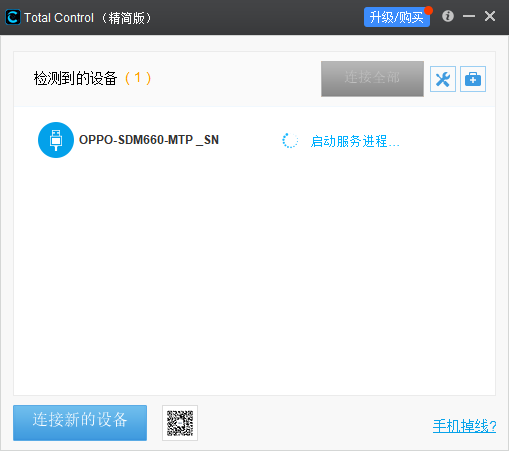 Total Control（精简版）
升级/购买
检测到的设备（1）
连接全部
OPPO-SDM660-MTP _SN
启动服务进程...
连接新的设备
手机掉线?